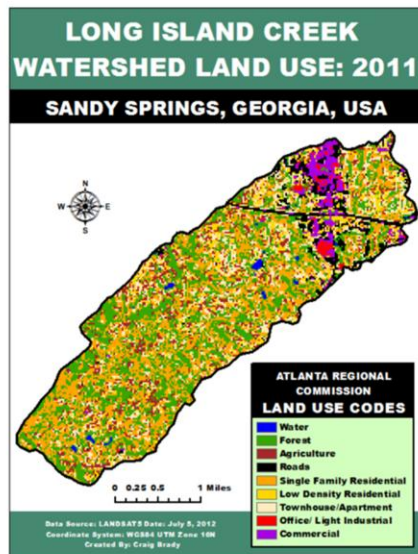 LONG ISLAND CREEK
WATERSHED LAND USE: 2011
SANDY SPRINGS, GEORGIA, USA
N
W E
S
ATLANTA REGIONAL
COMMISSION
LAND USE CODES
Water
Forest
Agriculture
Roads
Single Family Residential
Low Density Residential
Townhouse/Apartment
Office/ Light Industrial
Commercial
0 0.25 0.5 1 Miles
Data Source: LANDSAT5 Date: July 5, 2012
Coordinate System: WGS84 UTM Zone 16N
Created By: Craig Brady